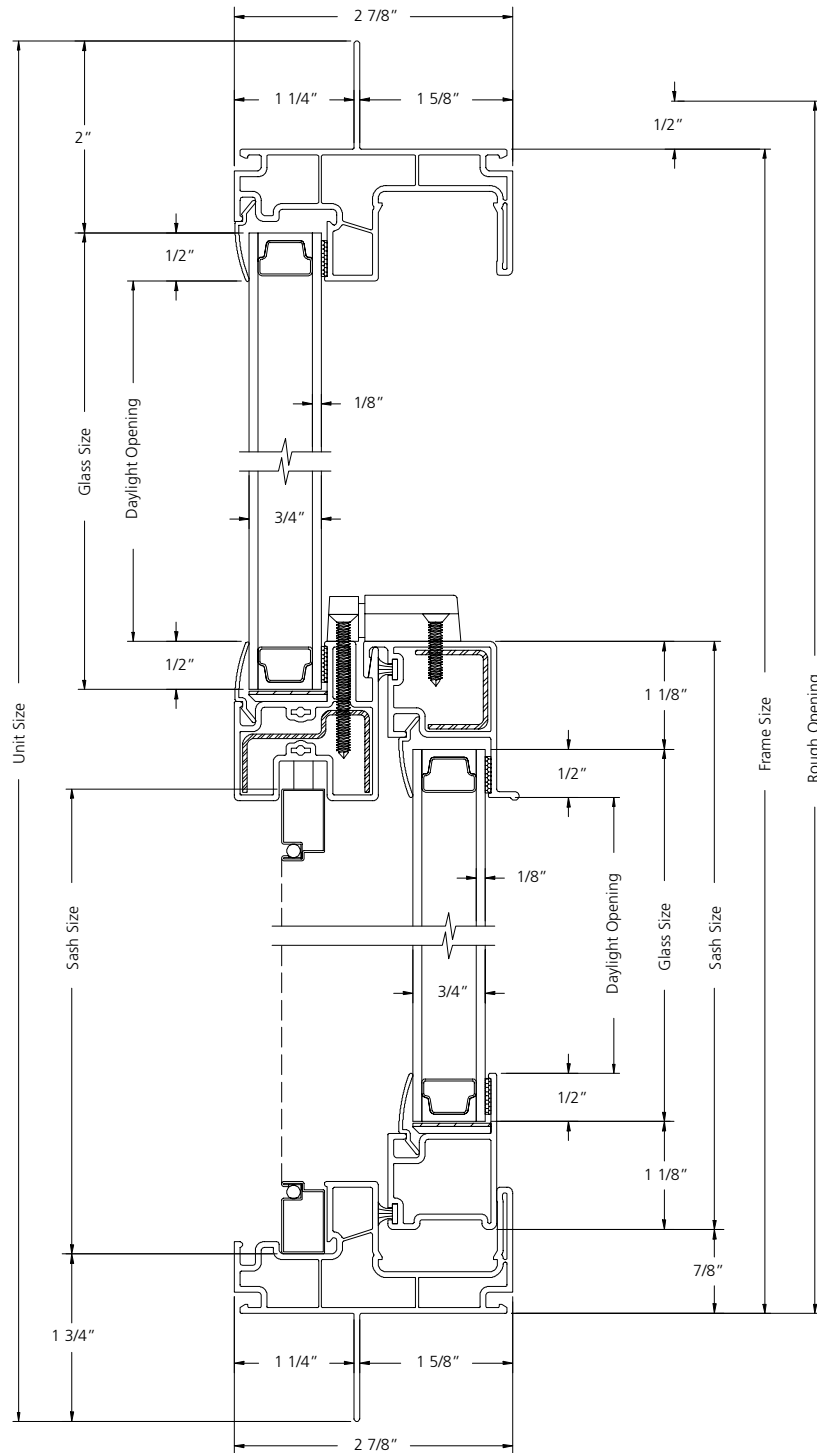 2 7/8"
1 1/4"
1 5/8"
2"
1/2"
1/2"
1/8"
Glass Size
Daylight Opening
3/4"
1/2"
1 1/8"
Unit Size
Frame Size
Rough Opening
1/2"
1/8"
Sash Size
Daylight Opening
Glass Size
Sash Size
3/4"
1/2"
1 1/8"
7/8"
1 3/4"
1 1/4"
1 5/8"
2 7/8"